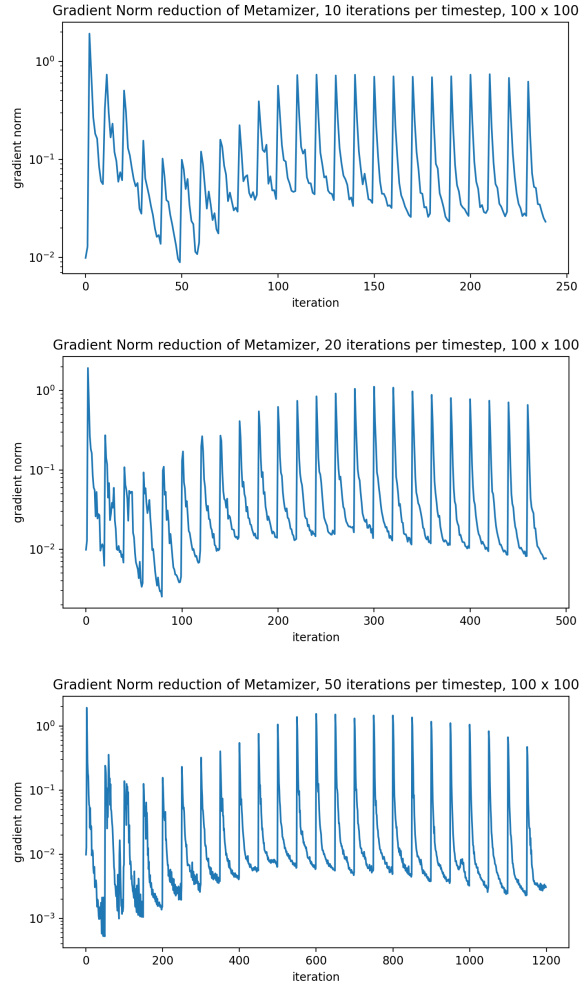 Gradient Norm reduction of Metamizer, 10 iterations per timestep, 100 x 100
10⁰
10⁻¹
10⁻²
gradient norm
0 50 100 150 200 250
iteration
Gradient Norm reduction of Metamizer, 20 iterations per timestep, 100 x 100
10⁰
10⁻¹
10⁻²
gradient norm
0 100 200 300 400 500
iteration
Gradient Norm reduction of Metamizer, 50 iterations per timestep, 100 x 100
10⁰
10⁻¹
10⁻²
10⁻³
gradient norm
0 200 400 600 800 1000 1200
iteration